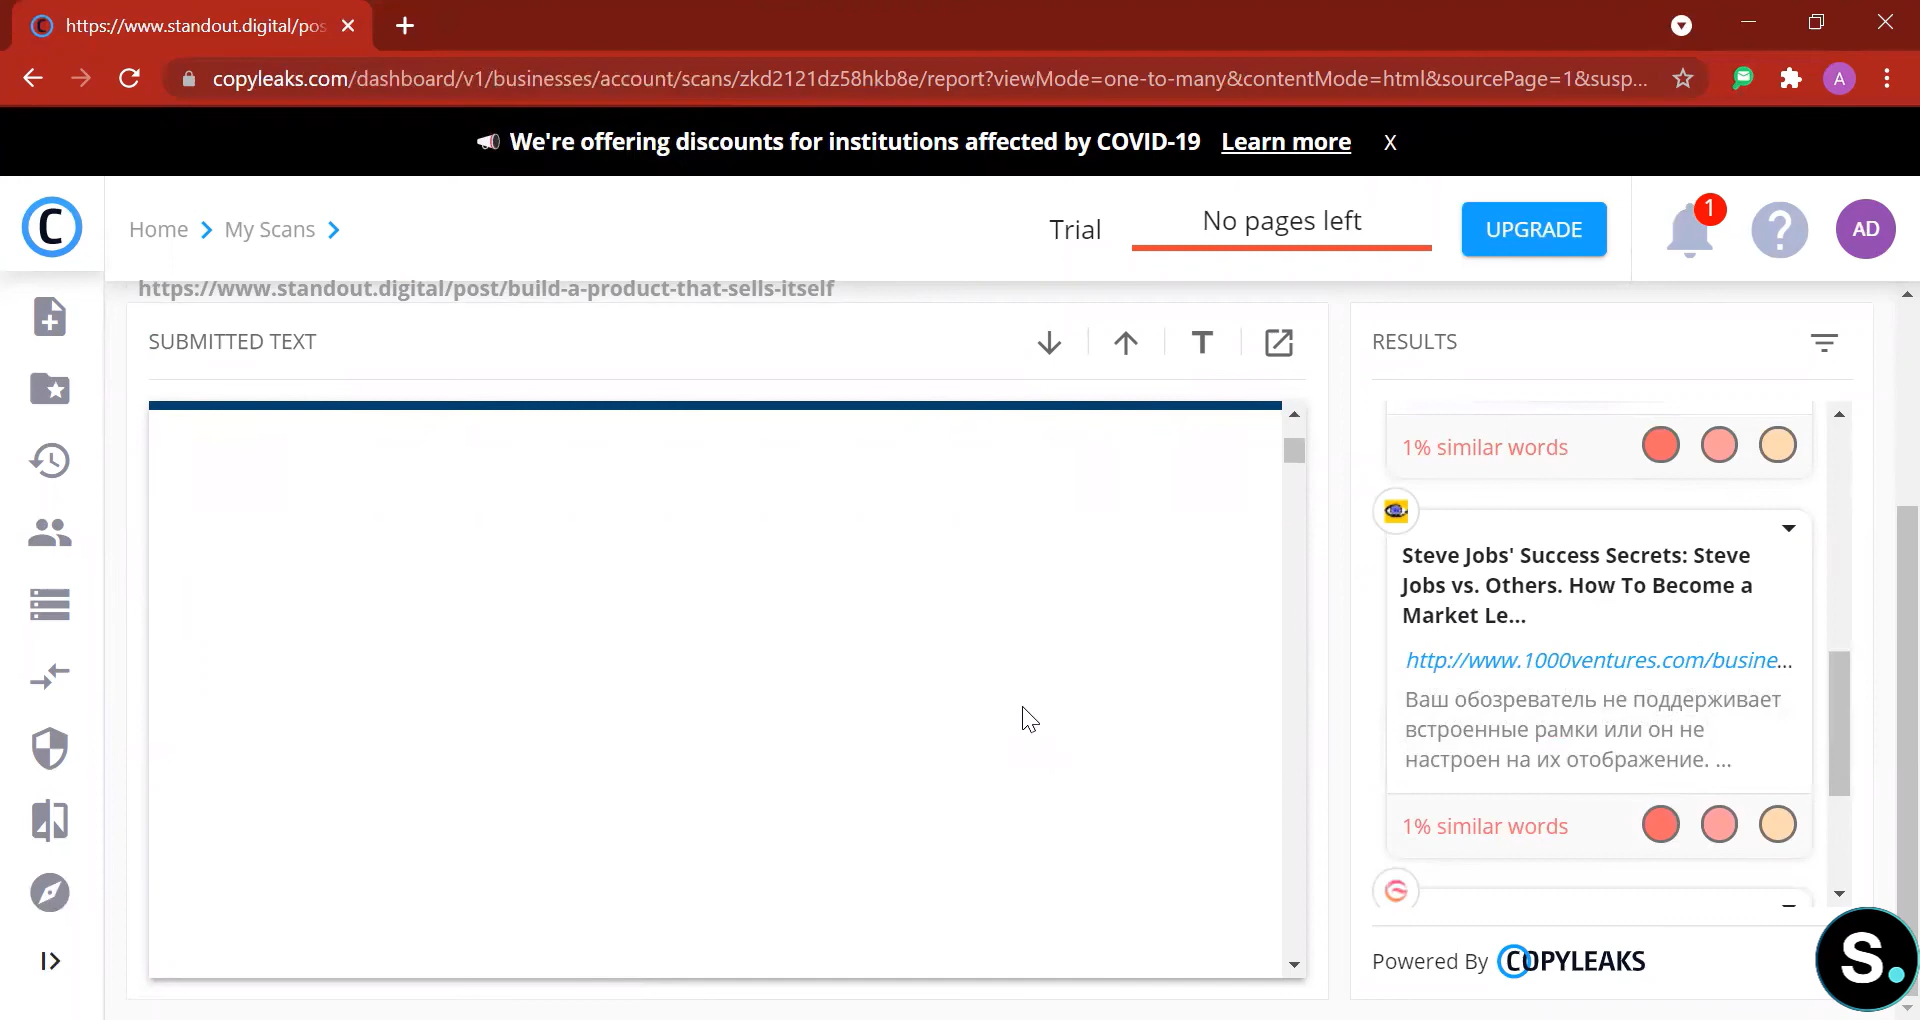 https://www.standout.digital/pos
copyleaks.com/dashboard/v1/businesses/account/scans/zkd2121dz58hkb8e/report?viewMode=one-to-many&contentMode=html&sourcePage=1&susp...
A
We're offering discounts for institutions affected by COVID-19 Learn more X
C
Home > My Scans >
Trial
No pages left
UPGRADE
1
?
AD
https://www.standout.digital/post/build-a-product-that-sells-itself
SUBMITTED TEXT
T
RESULTS
1% similar words
Steve Jobs' Success Secrets: Steve
Jobs vs. Others. How To Become a
Market Le...
http://www.1000ventures.com/busine...
Ваш обозреватель не поддерживает
встроенные рамки или он не
настроен на их отображение. ...
1% similar words
Powered By COPYLEAKS
S.